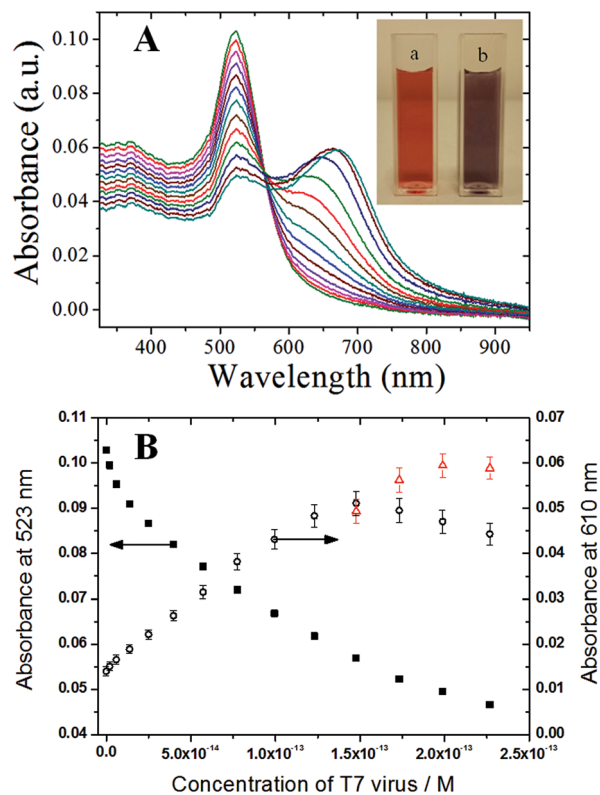 A
a
b
0.10
0.08
0.06
0.04
0.02
0.00
Absorbance (a.u.)
400 500 600 700 800 900
Wavelength (nm)
B
0.11
0.10
0.09
0.08
0.07
0.06
0.05
0.04
Absorbance at 523 nm
0.07
0.06
0.05
0.04
0.03
0.02
0.01
0.00
Absorbance at 610 nm
0.0 5.0x10⁻¹⁴ 1.0x10⁻¹³ 1.5x10⁻¹³ 2.0x10⁻¹³ 2.5x10⁻¹³
Concentration of T7 virus / M